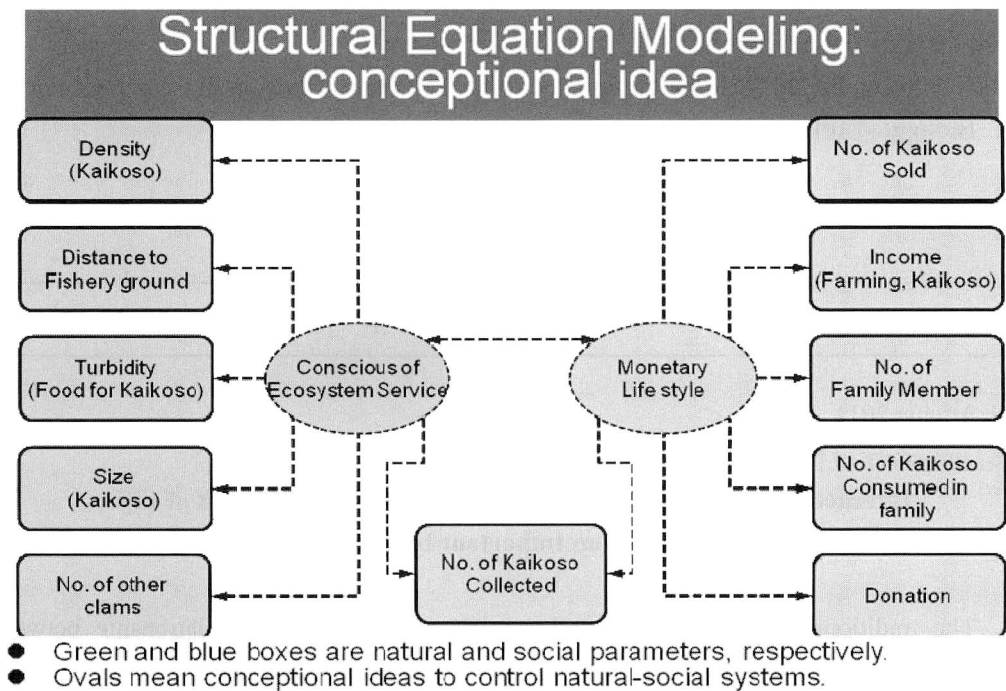 Structural Equation Modeling:
conceptional idea
Density
(Kaikoso)
Distance to
Fishery ground
Turbidity
(Food for Kaikoso)
Size
(Kaikoso)
No. of other
clams
Conscious of
Ecosystem Service
Monetary
Life style
No. of Kaikoso
Collected
No. of Kaikoso
Sold
Income
(Farming, Kaikoso)
No. of
Family Member
No. of Kaikoso
Consumed in
family
Donation
● Green and blue boxes are natural and social parameters, respectively.
● Ovals mean conceptional ideas to control natural-social systems.